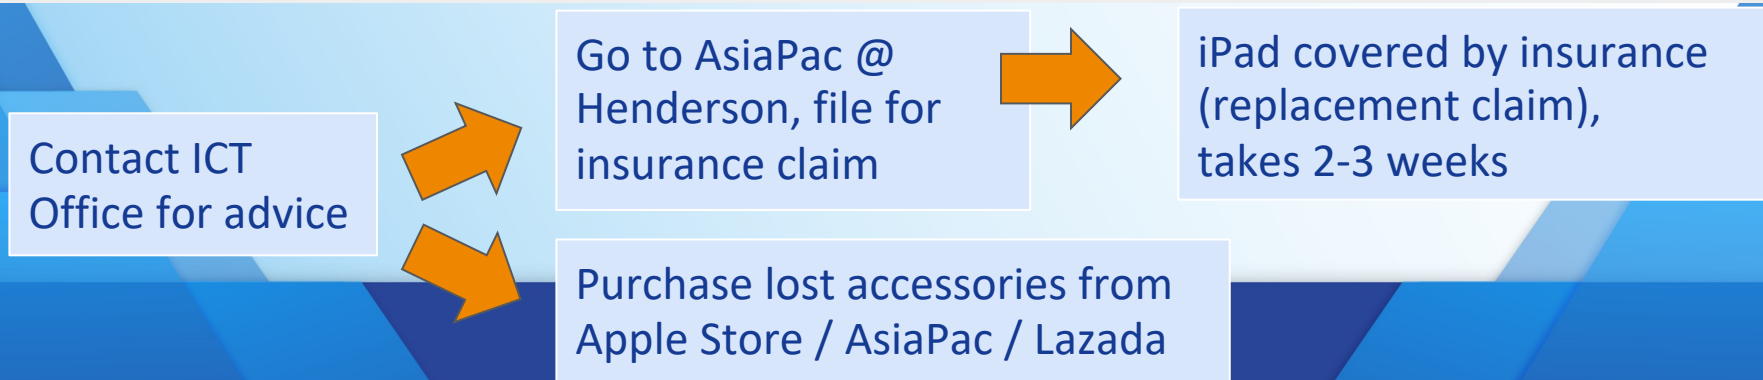 Contact ICT
Office for advice
Go to AsiaPac @
Henderson, file for
insurance claim
iPad covered by insurance
(replacement claim),
takes 2-3 weeks
Purchase lost accessories from
Apple Store / AsiaPac / Lazada